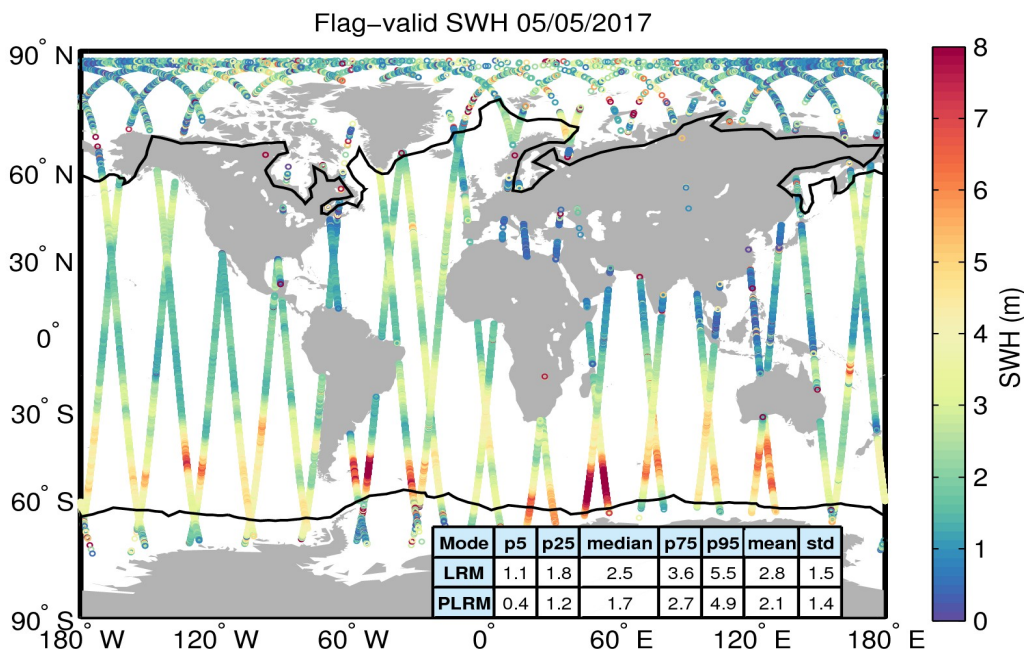 Flag−valid SWH 05/05/2017
90° N
60° N
30° N
0°
30° S
60° S
90° S
180° W
120° W
60° W
0°
60° E
120° E
180° E
Mode p5 p25 median p75 p95 mean std
LRM 1.1 1.8 2.5 3.6 5.5 2.8 1.5
PLRM 0.4 1.2 1.7 2.7 4.9 2.1 1.4
8
7
6
5
4
3
2
1
0
SWH (m)